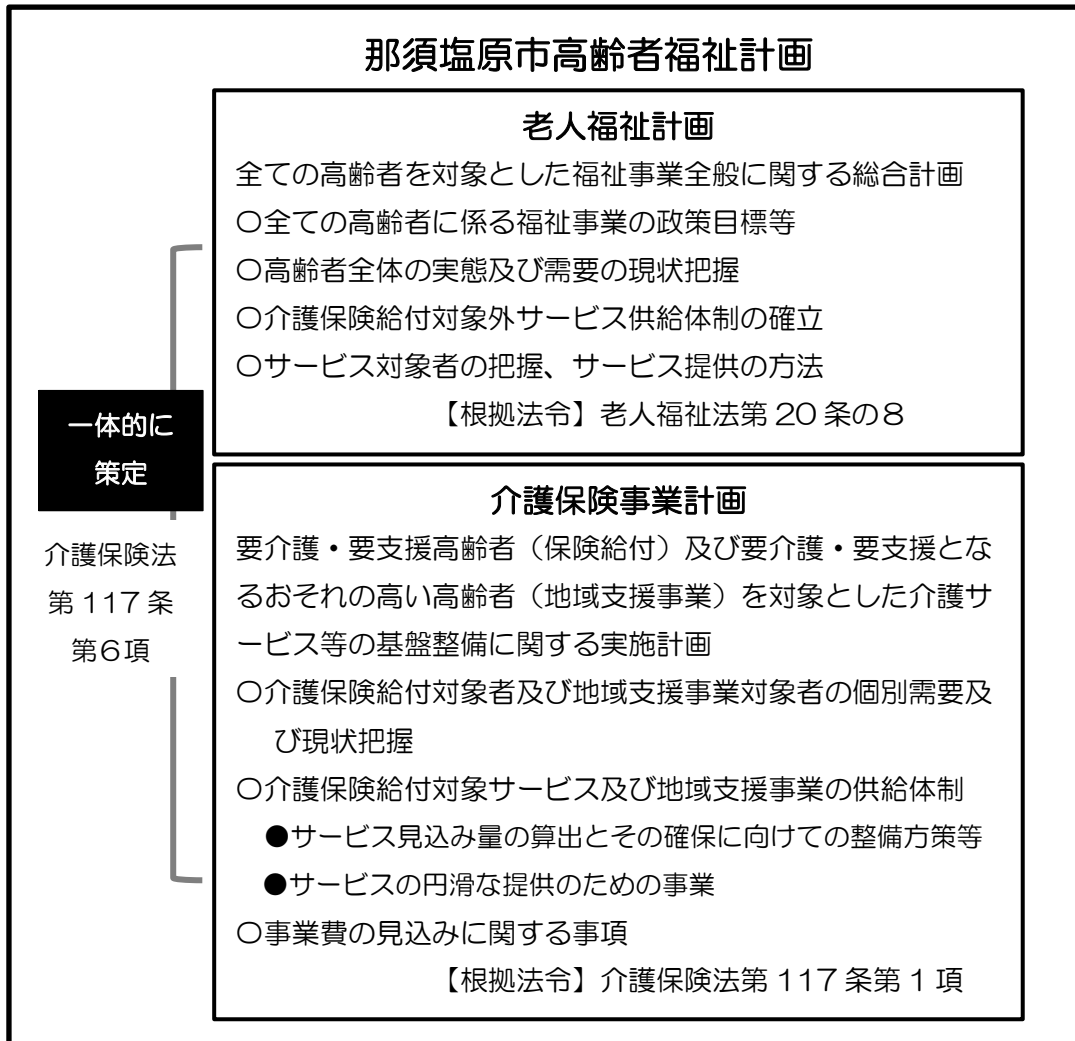 那須塩原市高齢者福祉計画
老人福祉計画
全ての高齢者を対象とした福祉事業全般に関する総合計画
〇全ての高齢者に係る福祉事業の政策目標等
〇高齢者全体の実態及び需要の現状把握
〇介護保険給付対象外サービス供給体制の確立
〇サービス対象者の把握、サービス提供の方法
【根拠法令】老人福祉法第 20 条の８
一体的に
策定
介護保険法
第 117 条
第６項
介護保険事業計画
要介護・要支援高齢者（保険給付）及び要介護・要支援とな
るおそれの高い高齢者（地域支援事業）を対象とした介護サ
ービス等の基盤整備に関する実施計画
〇介護保険給付対象者及び地域支援事業対象者の個別需要及
び現状把握
〇介護保険給付対象サービス及び地域支援事業の供給体制
●サービス見込み量の算出とその確保に向けての整備方策等
●サービスの円滑な提供のための事業
〇事業費の見込みに関する事項
【根拠法令】介護保険法第 117 条第 1 項